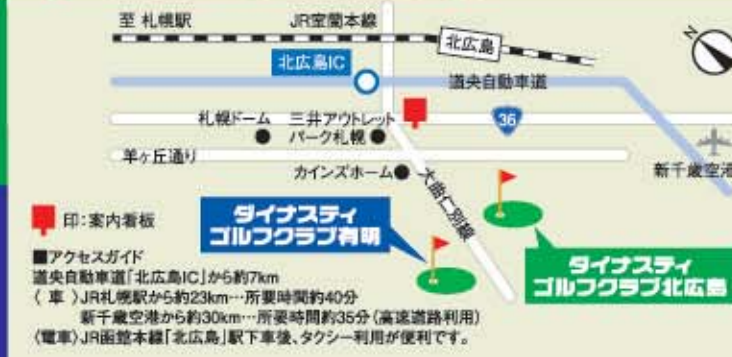 至 札幌駅
JR室蘭本線
北広島
N
北広島IC
道央自動車道
札幌ドーム
三井アウトレット
パーク札幌
36
羊ヶ丘通り
カインズホーム
大曲仁別線
新千歳空港
印:案内看板
ダイナスティ
ゴルフクラブ有明
ダイナスティ
ゴルフクラブ北広島
■アクセスガイド
道央自動車道「北広島IC」から約7km
(車)JR札幌駅から約23km…所要時間約40分
新千歳空港から約30km…所要時間約35分(高速道路利用)
(電車)JR函館本線「北広島」駅下車後、タクシー利用が便利です。